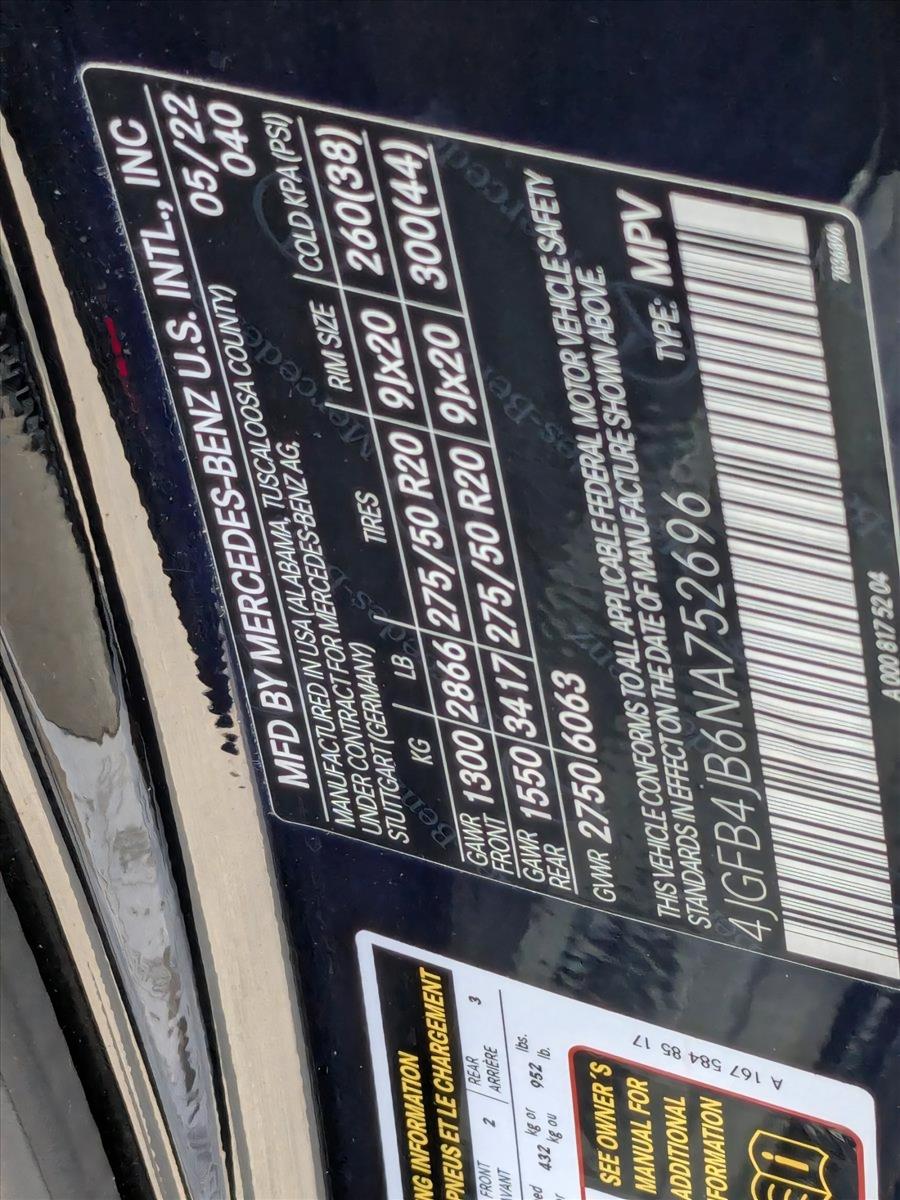 MFD BY MERCEDES-BENZ U.S. INTL., INC
MANUFACTURED IN USA (ALABAMA, TUSCALOOSA COUNTY) 05/22
UNDER CONTRACT FOR MERCEDES-BENZ AG, 040
STUTTGART (GERMANY)
KG LB TIRES RIM SIZE COLD KPA (PSI)
GAWR FRONT 1300 2866 275/50 R20 9Jx20 260(38)
GAWR REAR 1550 3417 275/50 R20 9Jx20 300(44)
GVWR 2750 6063
THIS VEHICLE CONFORMS TO ALL APPLICABLE FEDERAL MOTOR VEHICLE SAFETY
STANDARDS IN EFFECT ON THE DATE OF MANUFACTURE SHOWN ABOVE.
4JGFB4JB6NA752696 TYPE: MPV
A 000 817 52 04
INFORMATION
PNEUS ET LE CHARGEMENT
FRONT 2 REAR 3
ARRIÈRE
432 kg or 952 lbs.
kg ou lb.
SEE OWNER'S
MANUAL FOR
ADDITIONAL
A 167 584 85 17